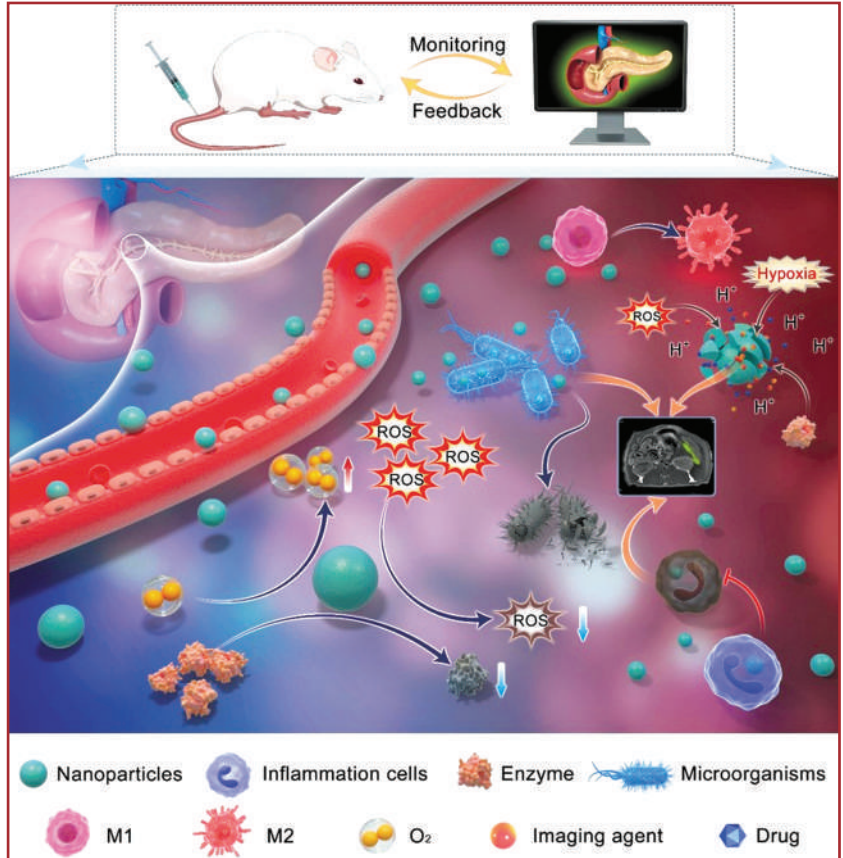 Monitoring
Feedback
Hypoxia
H⁺
ROS
H⁺
H⁺
H⁺
H⁺
ROS
ROS
ROS
ROS
Nanoparticles
Inflammation cells
Enzyme
Microorganisms
M1
M2
O₂
Imaging agent
Drug